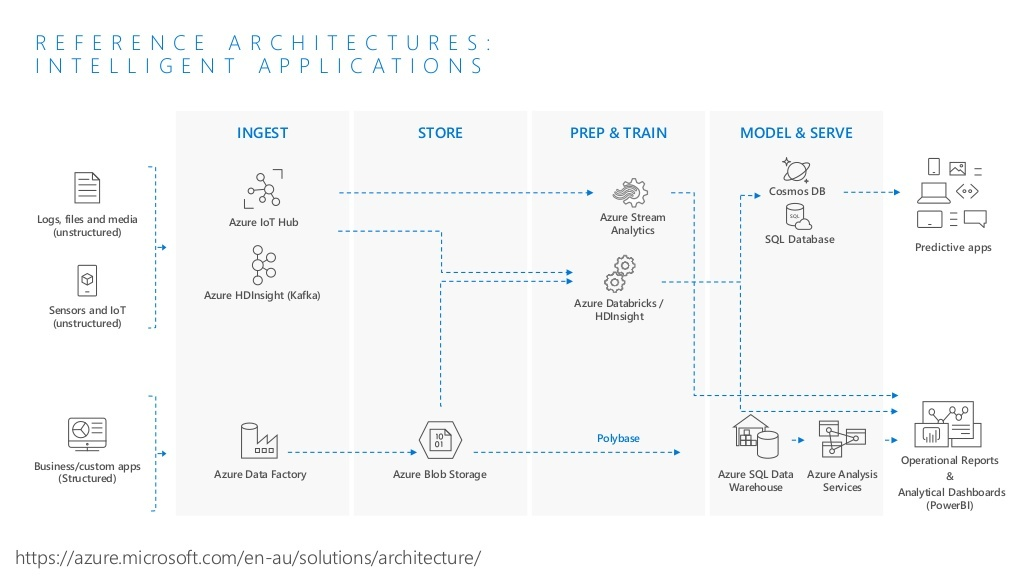 REFERENCE ARCHITECTURES:
INTELLIGENT APPLICATIONS
INGEST
STORE
PREP & TRAIN
MODEL & SERVE
Logs, files and media
(unstructured)
Sensors and IoT
(unstructured)
Business/custom apps
(Structured)
Azure IoT Hub
Azure HDInsight (Kafka)
Azure Data Factory
10
01
Azure Blob Storage
Azure Stream
Analytics
Azure Databricks /
HDInsight
Polybase
Cosmos DB
SQL
SQL Database
Azure SQL Data
Warehouse
Azure Analysis
Services
Predictive apps
Operational Reports
&
Analytical Dashboards
(PowerBI)
https://azure.microsoft.com/en-au/solutions/architecture/